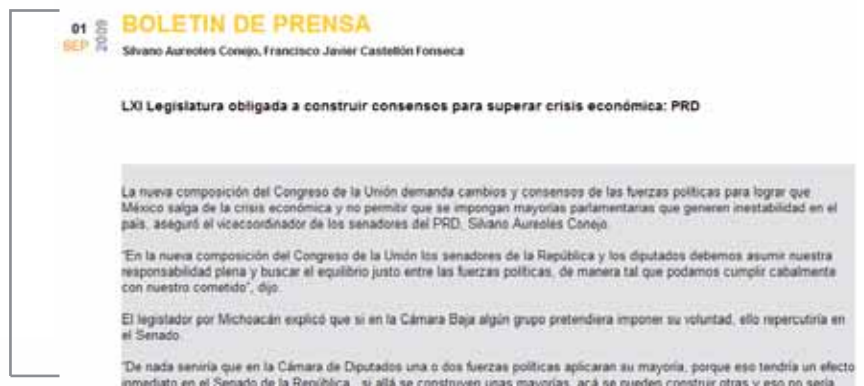 01 SEP 2009
BOLETIN DE PRENSA
Silvano Aureoles Conejo, Francisco Javier Castellón Fonseca
LXI Legislatura obligada a construir consensos para superar crisis económica: PRD
La nueva composición del Congreso de la Unión demanda cambios y consensos de las fuerzas políticas para lograr que
México salga de la crisis económica y no permitir que se impongan mayorías parlamentarias que generen inestabilidad en el
país, aseguró el vicecoordinador de los senadores del PRD, Silvano Aureoles Conejo.
"En la nueva composición del Congreso de la Unión los senadores de la República y los diputados debemos asumir nuestra
responsabilidad plena y buscar el equilibrio justo entre las fuerzas políticas, de manera tal que podamos cumplir cabalmente
con nuestro cometido", dijo.
El legislador por Michoacán explicó que si en la Cámara Baja algún grupo pretendiera imponer su voluntad, ello repercutiría en
el Senado.
"De nada serviría que en la Cámara de Diputados una o dos fuerzas políticas aplicaran su mayoría, porque eso tendría un efecto
inmediato en el Senado de la República, si allá se construyen unas mayorías, acá se pueden construir otras y eso no sería